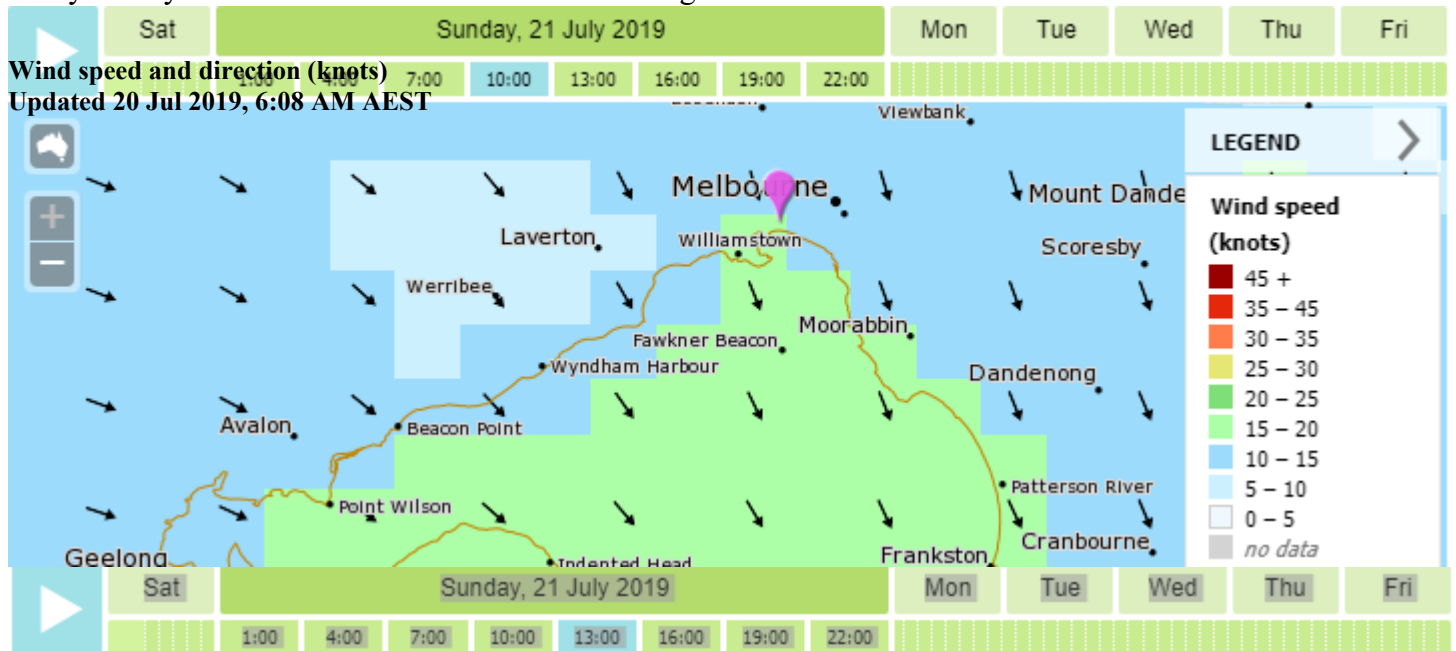 Sat Sunday, 21 July 2019 Mon Tue Wed Thu Fri
Wind speed and direction (knots)
1:00 4:00 7:00 10:00 13:00 16:00 19:00 22:00
Updated 20 Jul 2019, 6:08 AM AEST
Viewbank
LEGEND
Melbourne
Mount Dande
Wind speed
(knots)
Laverton
Williamstown
Scoresby
45 +
Werribee
35 – 45
Moorabbin
30 – 35
Fawkner Beacon
Wyndham Harbour
25 – 30
Dandenong
20 – 25
Avalon
Beacon Point
15 – 20
10 – 15
Patterson River
5 – 10
Point Wilson
0 – 5
Cranbourne
no data
Geelong
Indented Head
Frankston
Sat Sunday, 21 July 2019 Mon Tue Wed Thu Fri
1:00 4:00 7:00 10:00 13:00 16:00 19:00 22:00